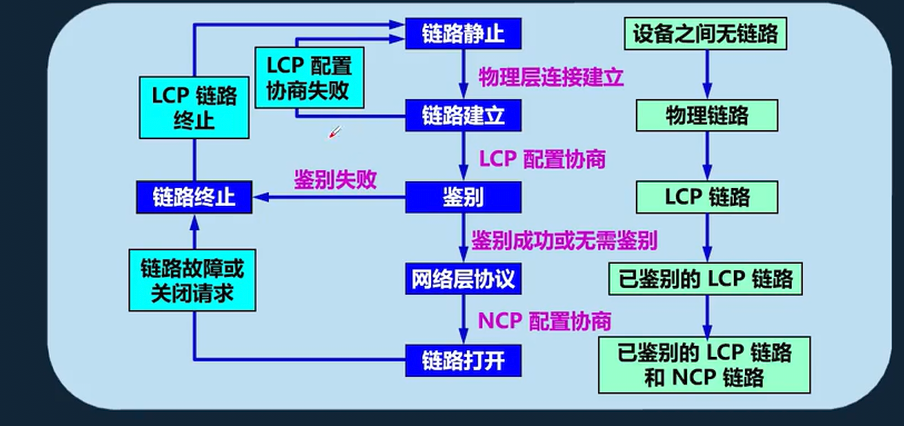 链路静止
设备之间无链路
LCP 配置
协商失败
物理层连接建立
LCP 链路
终止
链路建立
物理链路
LCP 配置协商
鉴别失败
链路终止
鉴别
LCP 链路
鉴别成功或无需鉴别
链路故障或
关闭请求
网络层协议
已鉴别的 LCP 链路
NCP 配置协商
链路打开
已鉴别的 LCP 链路
和 NCP 链路